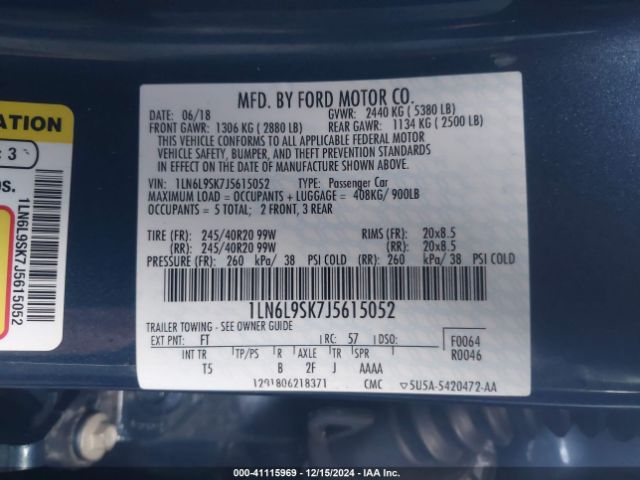 MFD. BY FORD MOTOR CO.
DATE: 06/18 GVWR: 2440 KG ( 5380 LB)
FRONT GAWR: 1306 KG ( 2880 LB) REAR GAWR: 1134 KG ( 2500 LB)
THIS VEHICLE CONFORMS TO ALL APPLICABLE FEDERAL MOTOR
VEHICLE SAFETY, BUMPER, AND THEFT PREVENTION STANDARDS
IN EFFECT ON THE DATE OF MANUFACTURE SHOWN ABOVE.
VIN: 1LN6L9SK7J5615052 TYPE: Passenger Car
MAXIMUM LOAD = OCCUPANTS + LUGGAGE = 408KG/ 900LB
OCCUPANTS = 5 TOTAL; 2 FRONT, 3 REAR
TIRE (FR): 245/40R20 99W RIMS (FR): 20x8.5
(RR): 245/40R20 99W (RR): 20x8.5
PRESSURE (FR): 260 kPa/ 38 PSI COLD (RR): 260 kPa/ 38 PSI COLD
1LN6L9SK7J5615052
TRAILER TOWING - SEE OWNER GUIDE
EXT PNT: FT RC: 57 DSO: F0064
INT TR TP/PS R AXLE TR SPR R0046
T5 B 2F J AAAA
1291806218371 CMC ▽5U5A-5420472-AA
: 3
1LN6L9SK7J5615052
000-41115969 - 12/15/2024 - IAA Inc.